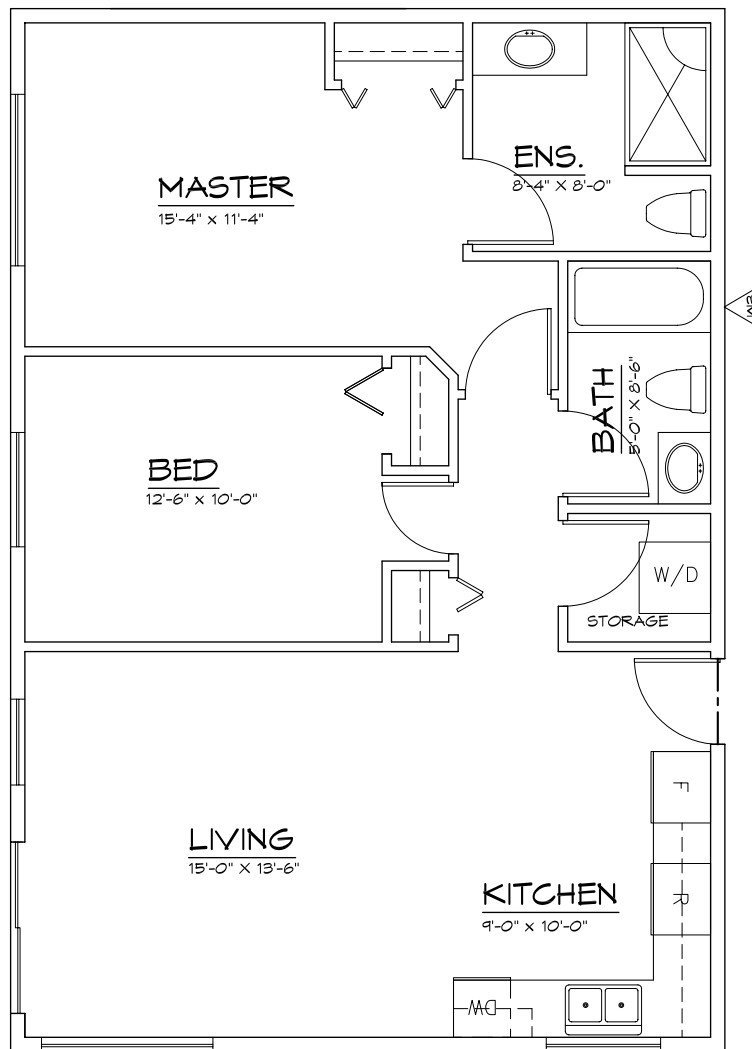 ENS.
8'-4" X 8'-0"
MASTER
15'-4" x 11'-4"
BATH
5'-0" X 8'-6"
BED
12'-6" x 10'-0"
W/D
STORAGE
F
LIVING
15'-0" X 13'-6"
R
KITCHEN
9'-0" x 10'-0"
DW